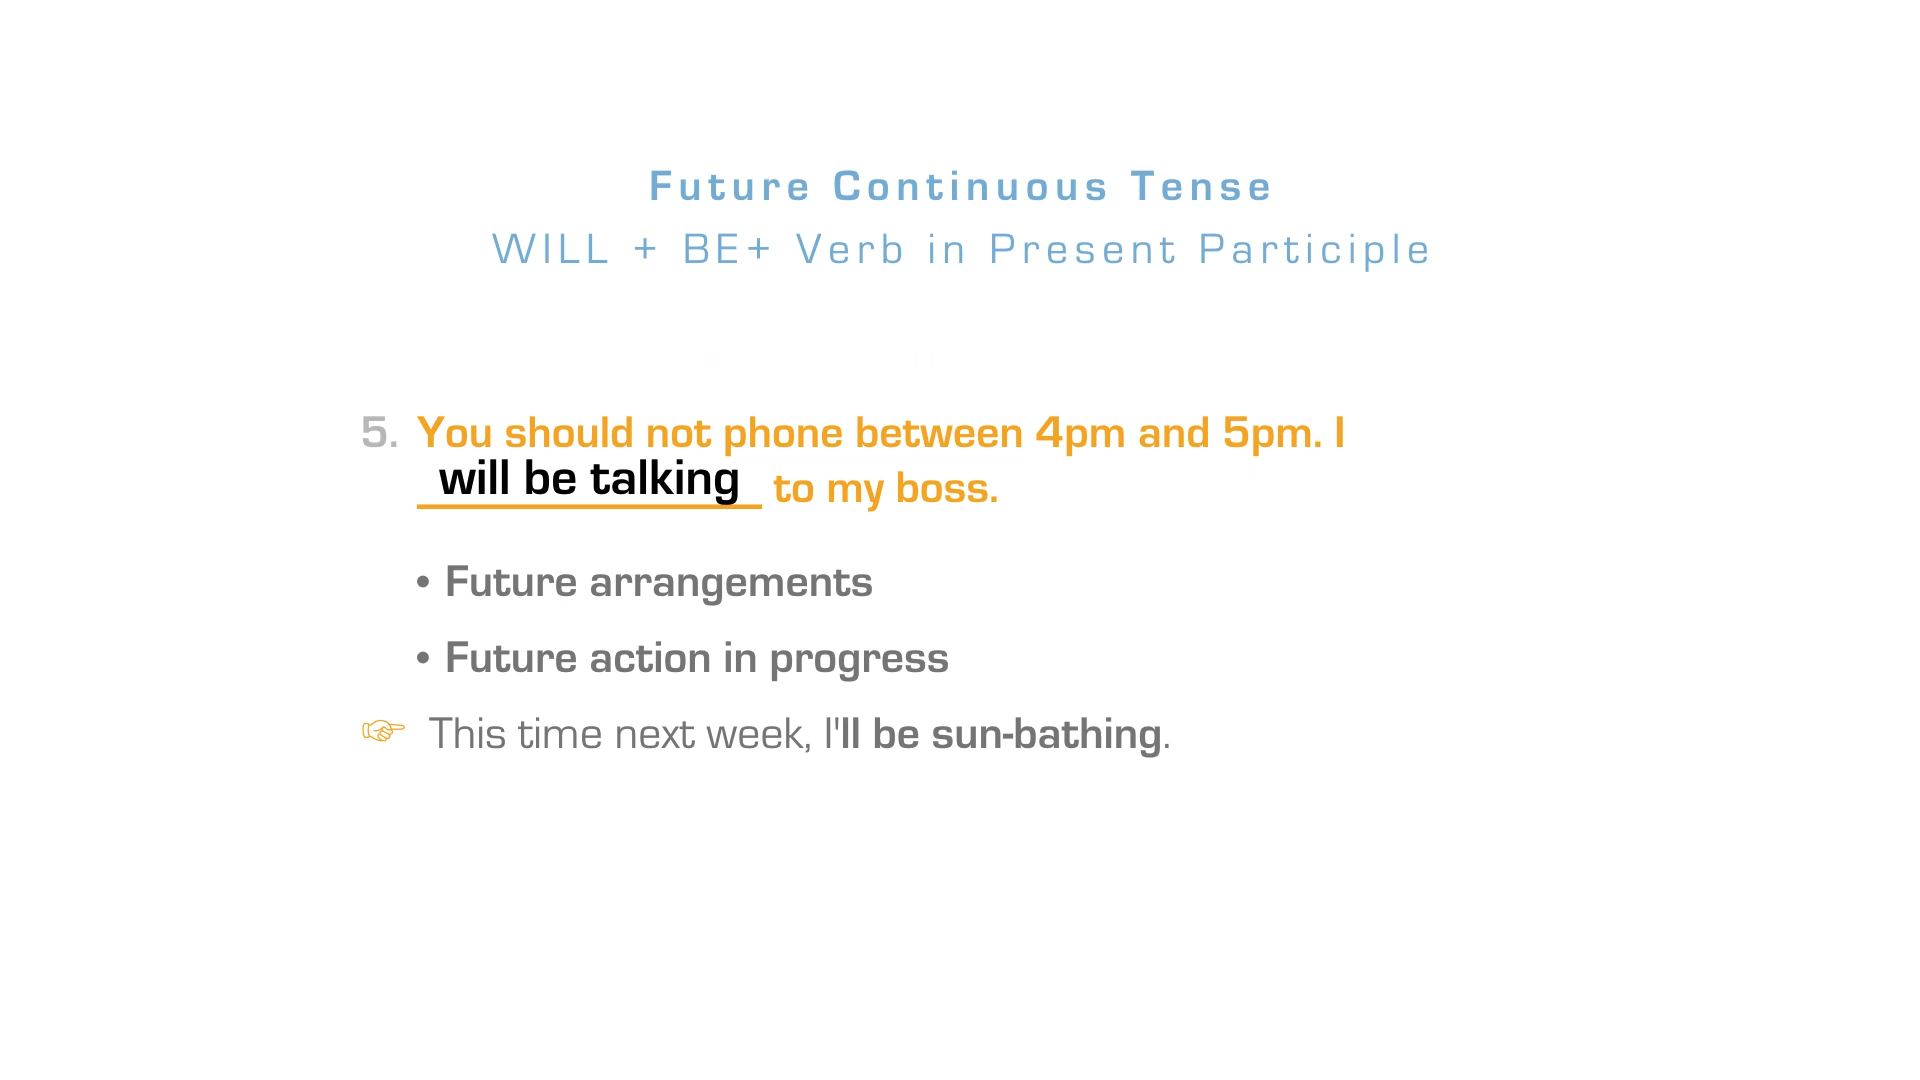 Future Continuous Tense
WILL + BE+ Verb in Present Participle
5. You should not phone between 4pm and 5pm. I
will be talking to my boss.
• Future arrangements
• Future action in progress
☞ This time next week, I'll be sun-bathing.